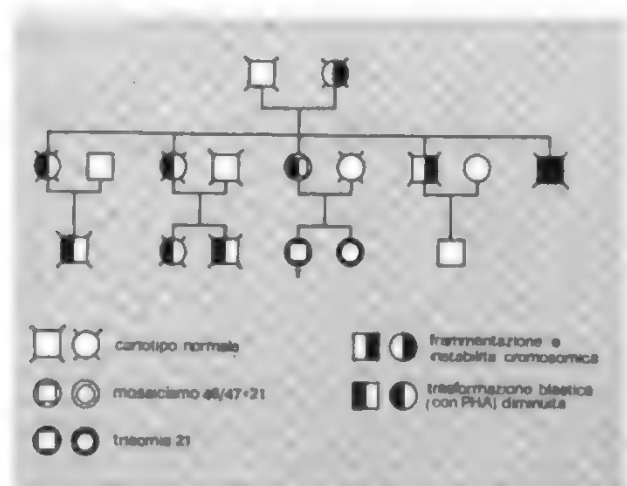 cariotipo normale
mosaicismo 46/47+21
trisomia 21
frammentazione e
instabilità cromosomica
trasformazione blastica
(con PHA) diminuita